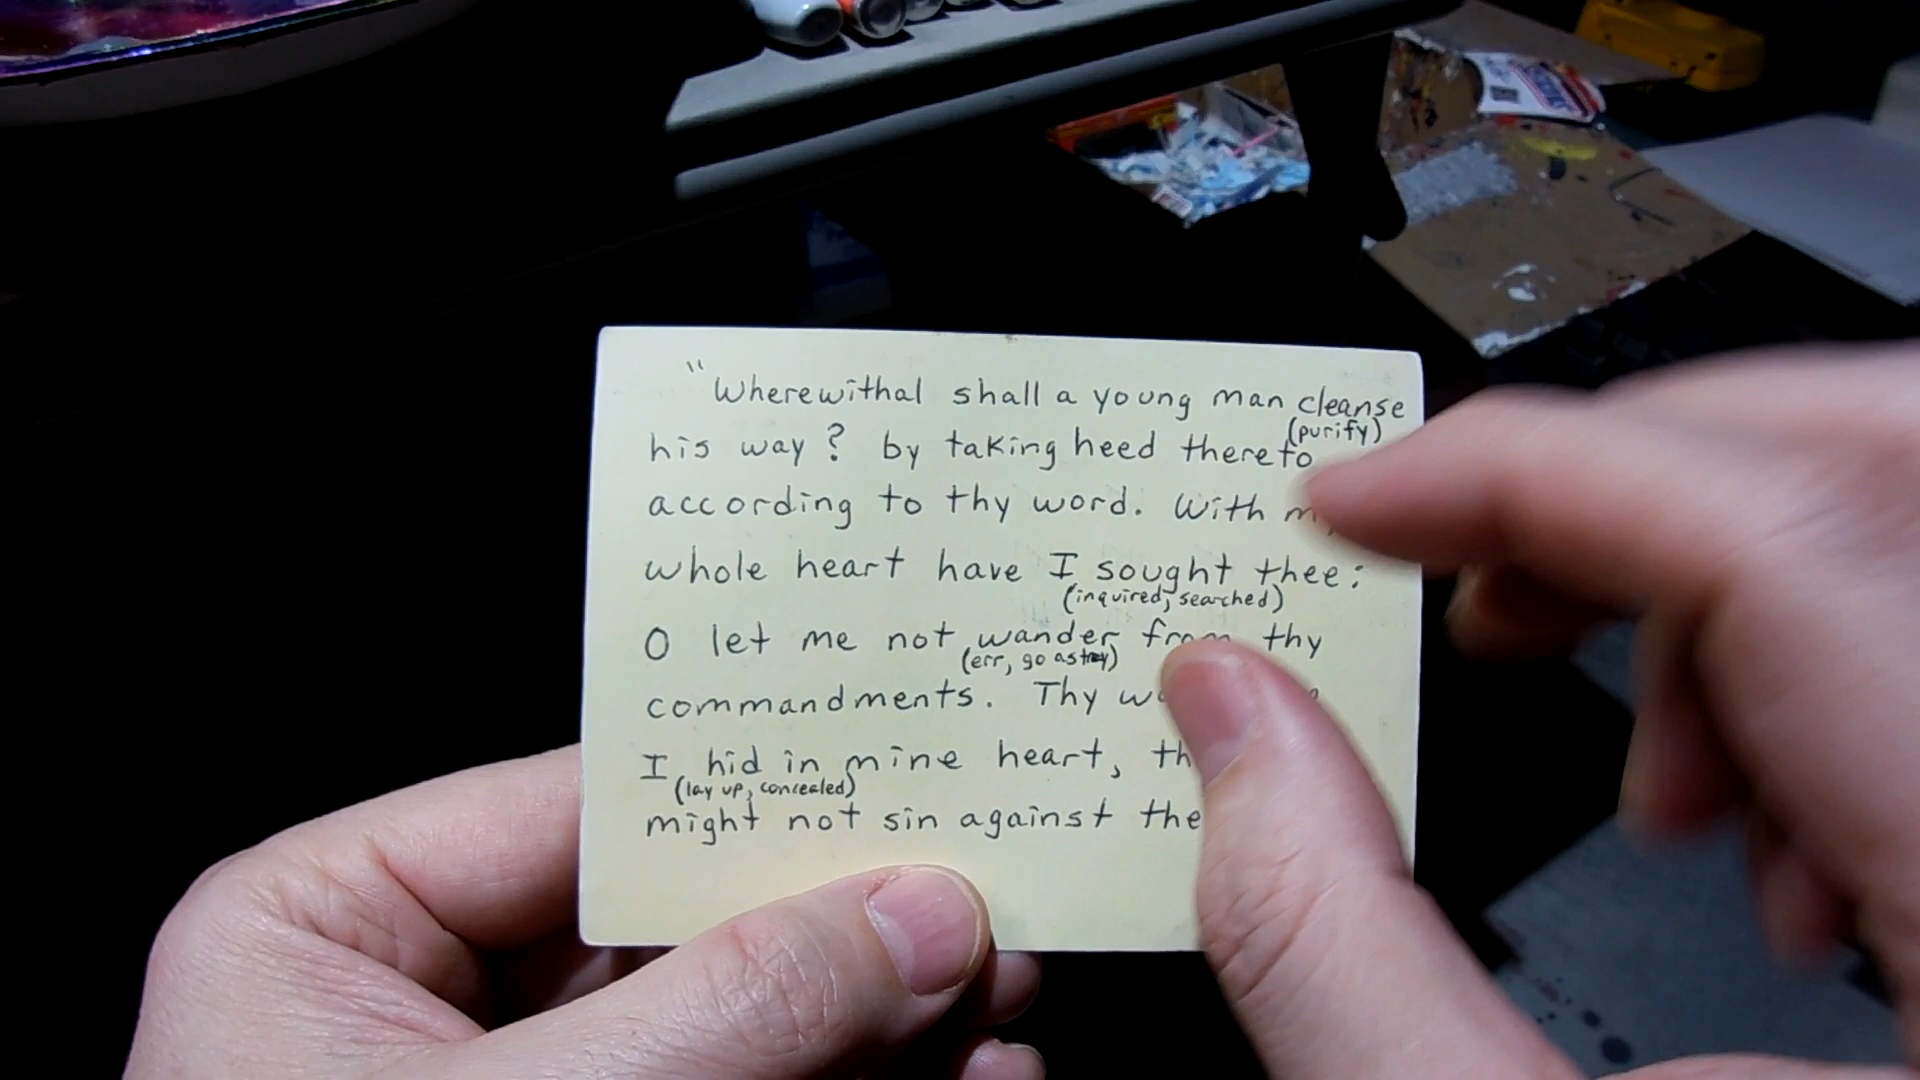 "Wherewithal shall a young man cleanse
(purify)
his way? by taking heed thereto
according to thy word. With
whole heart have I sought thee:
(inquired, searched)
O let me not wander from thy
(err, go astray)
commandments. Thy
I hid in mine heart,
(lay up, concealed)
might not sin against